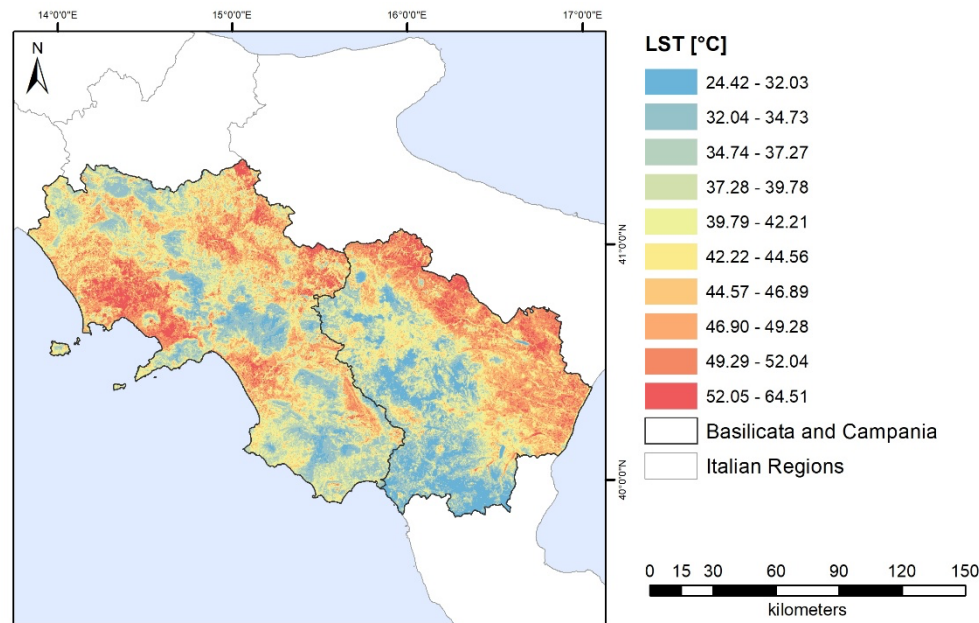 14°0'0"E 15°0'0"E 16°0'0"E 17°0'0"E
N
41°0'0"N
40°0'0"N
LST [°C]
24.42 - 32.03
32.04 - 34.73
34.74 - 37.27
37.28 - 39.78
39.79 - 42.21
42.22 - 44.56
44.57 - 46.89
46.90 - 49.28
49.29 - 52.04
52.05 - 64.51
Basilicata and Campania
Italian Regions
0 15 30 60 90 120 150
kilometers